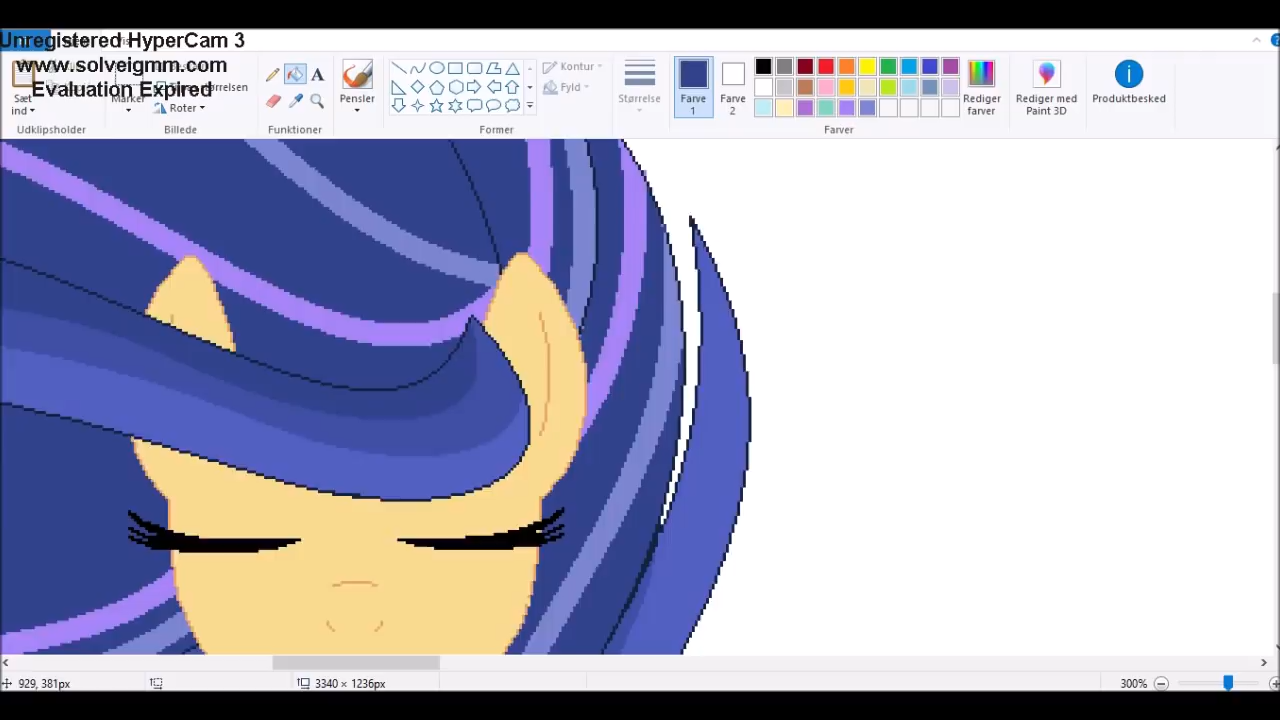 Unregistered HyperCam 3
www.solveigmm.com
Evaluation Expired
Sæt
ind
Markér
Roter
Pensler
Kontur
Fyld
Størrelse
Farve
1
Farve
2
Rediger
farver
Rediger med
Paint 3D
Produktbesked
Udklipsholder
Billede
Funktioner
Former
Farver
929, 381px
3340 × 1236px
300%